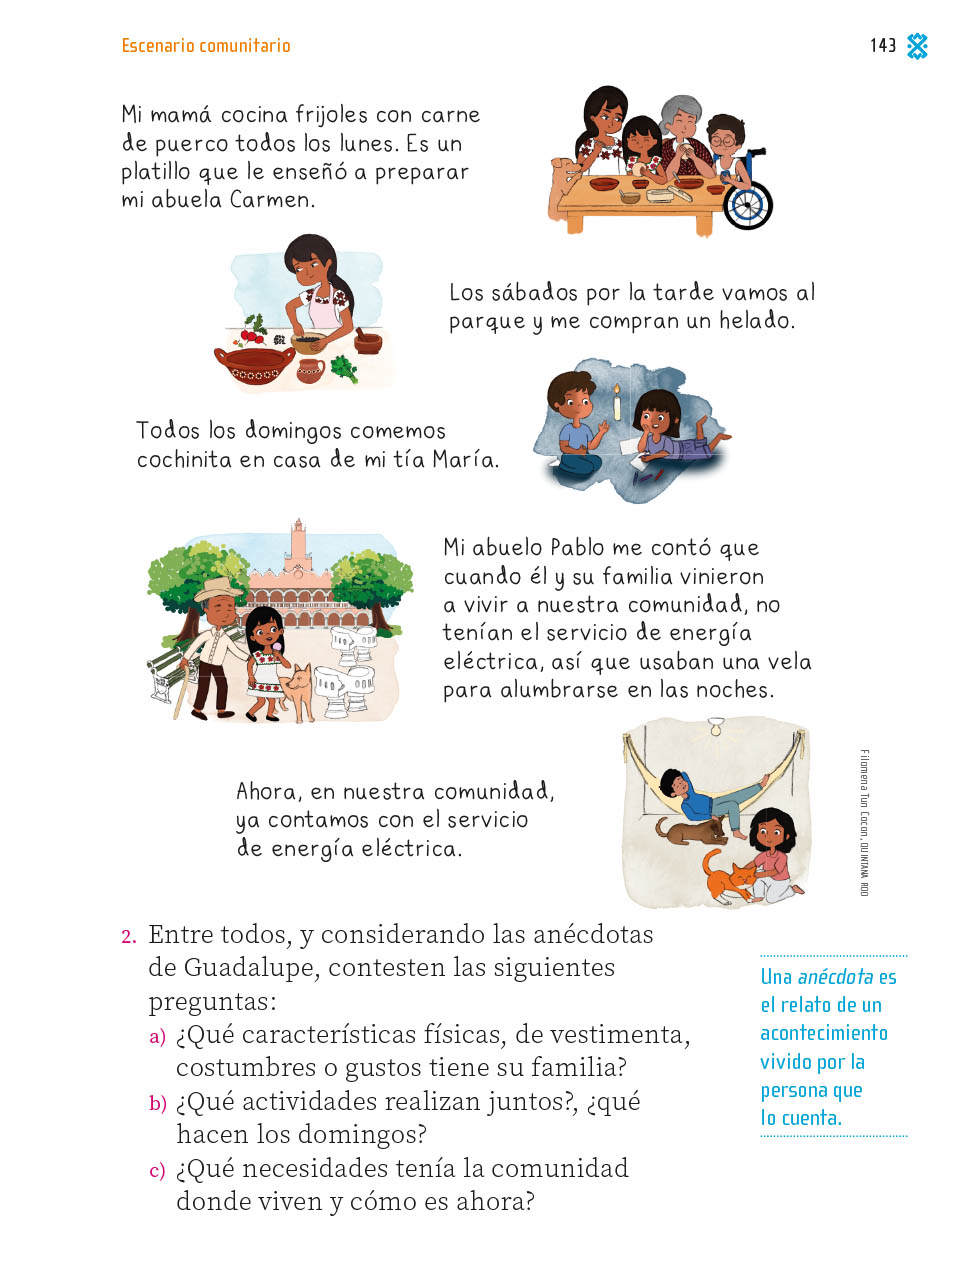 Escenario comunitario
143
Mi mamá cocina frijoles con carne
de puerco todos los lunes. Es un
platillo que le enseñó a preparar
mi abuela Carmen.
Los sábados por la tarde vamos al
parque y me compran un helado.
Todos los domingos comemos
cochinita en casa de mi tía María.
Mi abuelo Pablo me contó que
cuando él y su familia vinieron
a vivir a nuestra comunidad, no
tenían el servicio de energía
eléctrica, así que usaban una vela
para alumbrarse en las noches.
Ahora, en nuestra comunidad,
ya contamos con el servicio
de energía eléctrica.
Filomena Tun Cocon, QUINTANA ROO
2. Entre todos, y considerando las anécdotas
de Guadalupe, contesten las siguientes
preguntas:
a) ¿Qué características físicas, de vestimenta,
costumbres o gustos tiene su familia?
b) ¿Qué actividades realizan juntos?, ¿qué
hacen los domingos?
c) ¿Qué necesidades tenía la comunidad
donde viven y cómo es ahora?
Una anécdota es
el relato de un
acontecimiento
vivido por la
persona que
lo cuenta.